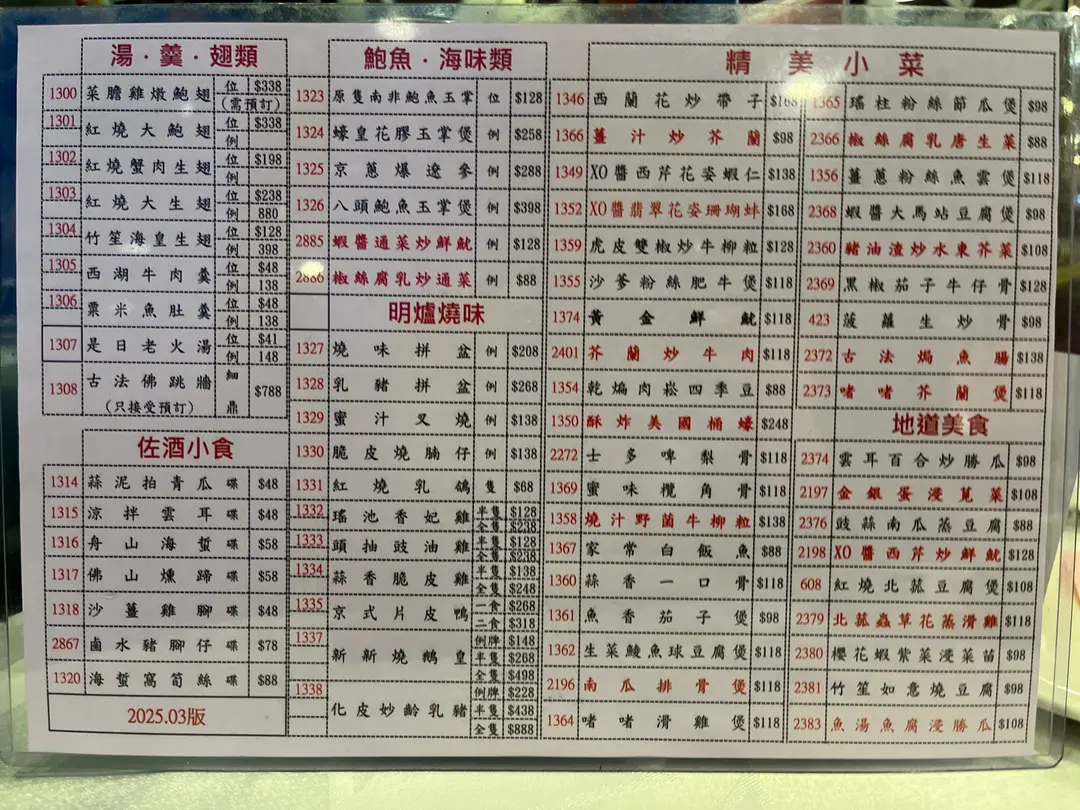 湯．羹．翅類
1300 菜膽雞燉鮑翅 位 $338 (需預訂)
1301 紅燒大鮑翅 位 $338 例
1302 紅燒蟹肉生翅 位 $198 例
1303 紅燒大生翅 位 $238 例 880
1304 竹笙海皇生翅 位 $128 例 398
1305 西湖牛肉羹 位 $48 例 138
1306 粟米魚肚羹 位 $48 例 138
1307 是日老火湯 位 $41 例 148
1308 古法佛跳牆 (只接受預訂) 細鼎 $788
佐酒小食
1314 蒜泥拍青瓜 碟 $48
1315 涼拌雲耳 碟 $48
1316 舟山海蜇 碟 $58
1317 佛山燻蹄 碟 $58
1318 沙薑雞腳 碟 $48
2867 鹵水豬腳仔 碟 $78
1320 海蜇窩筍絲 碟 $88
2025.03版
鮑魚．海味類
1323 原隻南非鮑魚玉掌 位 $128
1324 蠔皇花膠玉掌煲 例 $258
1325 京蔥爆遼參 例 $288
1326 八頭鮑魚玉掌煲 例 $398
2885 蝦醬通菜炒鮮魷 例 $128
2886 椒絲腐乳炒通菜 例 $88
明爐燒味
1327 燒味拼盆 例 $208
1328 乳豬拼盆 例 $268
1329 蜜汁叉燒 例 $138
1330 脆皮燒腩仔 例 $138
1331 紅燒乳鴿 隻 $68
1332 瑤池香妃雞 半隻 $128 全隻 $238
1333 頭抽豉油雞 半隻 $128 全隻 $238
1334 蒜香脆皮雞 半隻 $138 全隻 $248
1335 京式片皮鴨 一食 $268 二食 $318
1337 新新燒鵝皇 例牌 $148 半隻 $268 全隻 $498
1338 化皮妙齡乳豬 例牌 $228 半隻 $438 全隻 $888
精美小菜
1346 西蘭花炒帶子 $168
1366 薑汁炒芥蘭 $98
1349 XO醬西芹花姿蝦仁 $138
1352 XO醬翡翠花姿珊瑚蚌 $168
1359 虎皮雙椒炒牛柳粒 $128
1355 沙爹粉絲肥牛煲 $118
1374 黃金鮮魷 $118
2401 芥蘭炒牛肉 $118
1354 乾煸肉崧四季豆 $88
1350 酥炸美國桶蠔 $248
2272 士多啤梨骨 $118
1369 蜜味欖角骨 $118
1358 燒汁野菌牛柳粒 $138
1367 家常白飯魚 $88
1360 蒜香一口骨 $118
1361 魚香茄子煲 $98
1362 生菜鯪魚球豆腐煲 $118
2196 南瓜排骨煲 $118
1364 啫啫滑雞煲 $118
1365 瑤柱粉絲節瓜煲 $98
2366 椒絲腐乳唐生菜 $88
1356 薑蔥粉絲魚雲煲 $118
2368 蝦醬大馬站豆腐煲 $98
2360 豬油渣炒水東芥菜 $108
2369 黑椒茄子牛仔骨 $128
423 菠蘿生炒骨 $98
2372 古法焗魚腸 $138
2373 啫啫芥蘭煲 $118
地道美食
2374 雲耳百合炒勝瓜 $98
2197 金銀蛋浸莧菜 $108
2376 豉蒜南瓜蒸豆腐 $88
2198 XO醬西芹炒鮮魷 $128
608 紅燒北菰豆腐煲 $108
2379 北菰蟲草花蒸滑雞 $118
2380 櫻花蝦紫菜浸菜苗 $98
2381 竹笙如意燒豆腐 $98
2383 魚湯魚腐浸勝瓜 $108